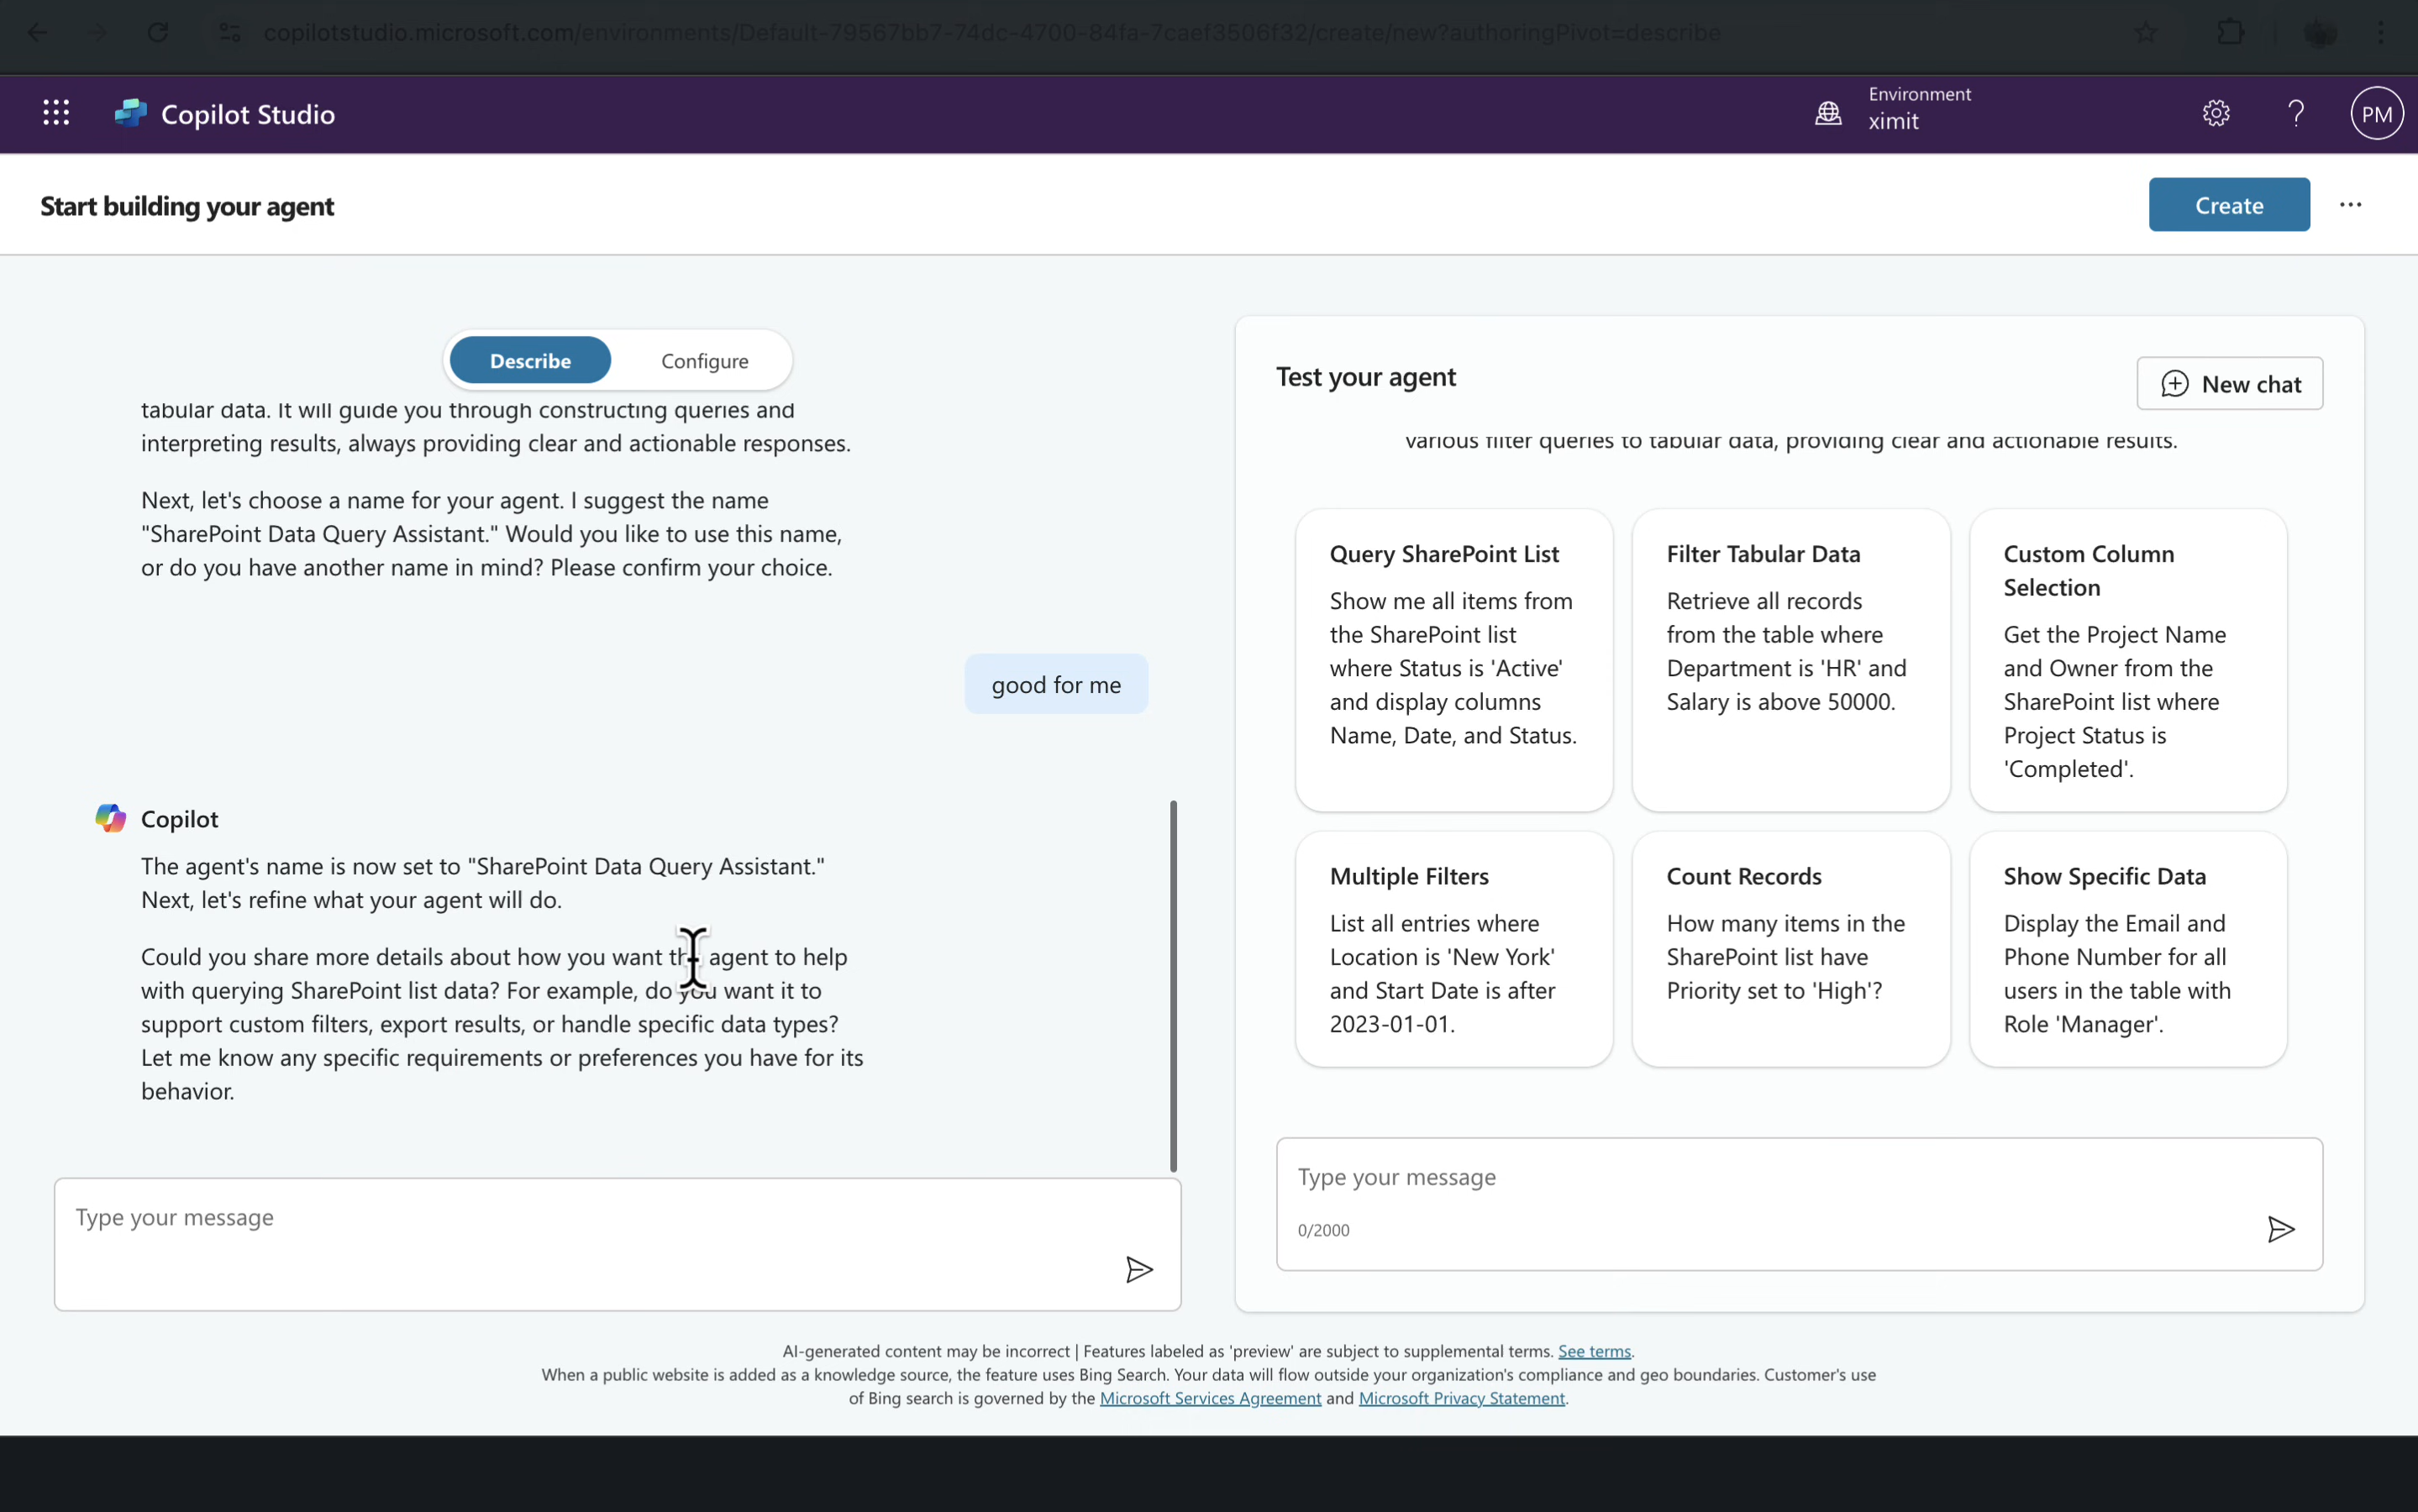 copilotstudio.microsoft.com/environments/Default-79567bb7-74dc-4700-84fa-7caef3506f32/create/new?authoringPivot=describe
Copilot Studio
Environment
ximit
?
PM
Start building your agent
Create
Describe
Configure
tabular data. It will guide you through constructing queries and
interpreting results, always providing clear and actionable responses.
Next, let's choose a name for your agent. I suggest the name
"SharePoint Data Query Assistant." Would you like to use this name,
or do you have another name in mind? Please confirm your choice.
good for me
Copilot
The agent's name is now set to "SharePoint Data Query Assistant."
Next, let's refine what your agent will do.
Could you share more details about how you want the agent to help
with querying SharePoint list data? For example, do you want it to
support custom filters, export results, or handle specific data types?
Let me know any specific requirements or preferences you have for its
behavior.
Type your message
Test your agent
New chat
various filter queries to tabular data, providing clear and actionable results.
Query SharePoint List
Show me all items from
the SharePoint list
where Status is 'Active'
and display columns
Name, Date, and Status.
Filter Tabular Data
Retrieve all records
from the table where
Department is 'HR' and
Salary is above 50000.
Custom Column
Selection
Get the Project Name
and Owner from the
SharePoint list where
Project Status is
'Completed'.
Multiple Filters
List all entries where
Location is 'New York'
and Start Date is after
2023-01-01.
Count Records
How many items in the
SharePoint list have
Priority set to 'High'?
Show Specific Data
Display the Email and
Phone Number for all
users in the table with
Role 'Manager'.
Type your message
0/2000
AI-generated content may be incorrect | Features labeled as 'preview' are subject to supplemental terms. See terms.
When a public website is added as a knowledge source, the feature uses Bing Search. Your data will flow outside your organization's compliance and geo boundaries. Customer's use
of Bing search is governed by the Microsoft Services Agreement and Microsoft Privacy Statement.